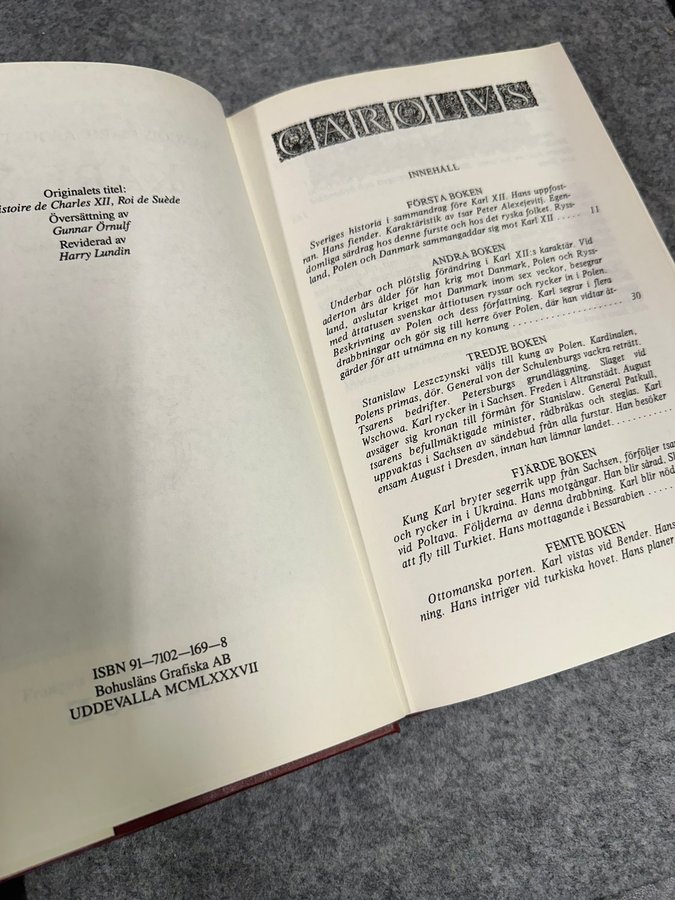 Originalets titel:
istoire de Charles XII, Roi de Suède
Översättning av
Gunnar Örnulf
Reviderad av
Harry Lundin
ISBN 91—7102—169—8
Bohusläns Grafiska AB
UDDEVALLA MCMLXXXVII
CAROLVS
INNEHALL
FÖRSTA BOKEN
Sveriges historia i sammandrag före Karl XII. Hans uppfost-
ran. Hans fiender. Karaktäristik av tsar Peter Alexejevitj. Egen-
domliga särdrag hos denne furste och hos det ryska folket. Ryss-
land, Polen och Danmark sammangaddar sig mot Karl XII ..... 11
ANDRA BOKEN
Underbar och plötslig förändring i Karl XII:s karaktär. Vid
aderton års ålder för han krig mot Danmark, Polen och Ryss-
land, avslutar kriget mot Danmark inom sex veckor, besegrar
med åttatusen svenskar åttiotusen ryssar och rycker in i Polen.
Beskrivning av Polen och dess författning. Karl segrar i flera
drabbningar och gör sig till herre över Polen, där han vidtar åt-
gärder för att utnämna en ny konung .................... 30
TREDJE BOKEN
Stanislaw Leszczynski väljs till kung av Polen. Kardinalen,
Polens primas, dör. General von der Schulenburgs vackra reträtt.
Tsarens bedrifter. Petersburgs grundläggning. Slaget vid
Wschowa. Karl rycker in i Sachsen. Freden i Altranstädt. August
avsäger sig kronan till förmån för Stanislaw. General Patkull,
tsarens befullmäktigade minister, rådbråkas och steglas. Karl
uppvaktas i Sachsen av sändebud från alla furstar. Han besöker
ensam August i Dresden, innan han lämnar landet..........
FJÄRDE BOKEN
Kung Karl bryter segerrik upp från Sachsen, förföljer tsar
och rycker in i Ukraina. Hans motgångar. Han blir sårad. Sl
vid Poltava. Följderna av denna drabbning. Karl blir nöd
att fly till Turkiet. Hans mottagande i Bessarabien .....
FEMTE BOKEN
Ottomanska porten. Karl vistas vid Bender. Hans
ning. Hans intriger vid turkiska hovet. Hans planer